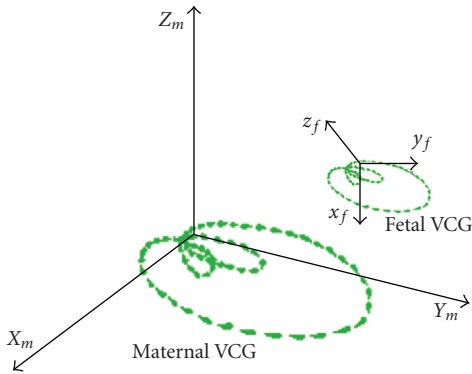 Z_m
z_f
y_f
x_f
Fetal VCG
Y_m
X_m
Maternal VCG